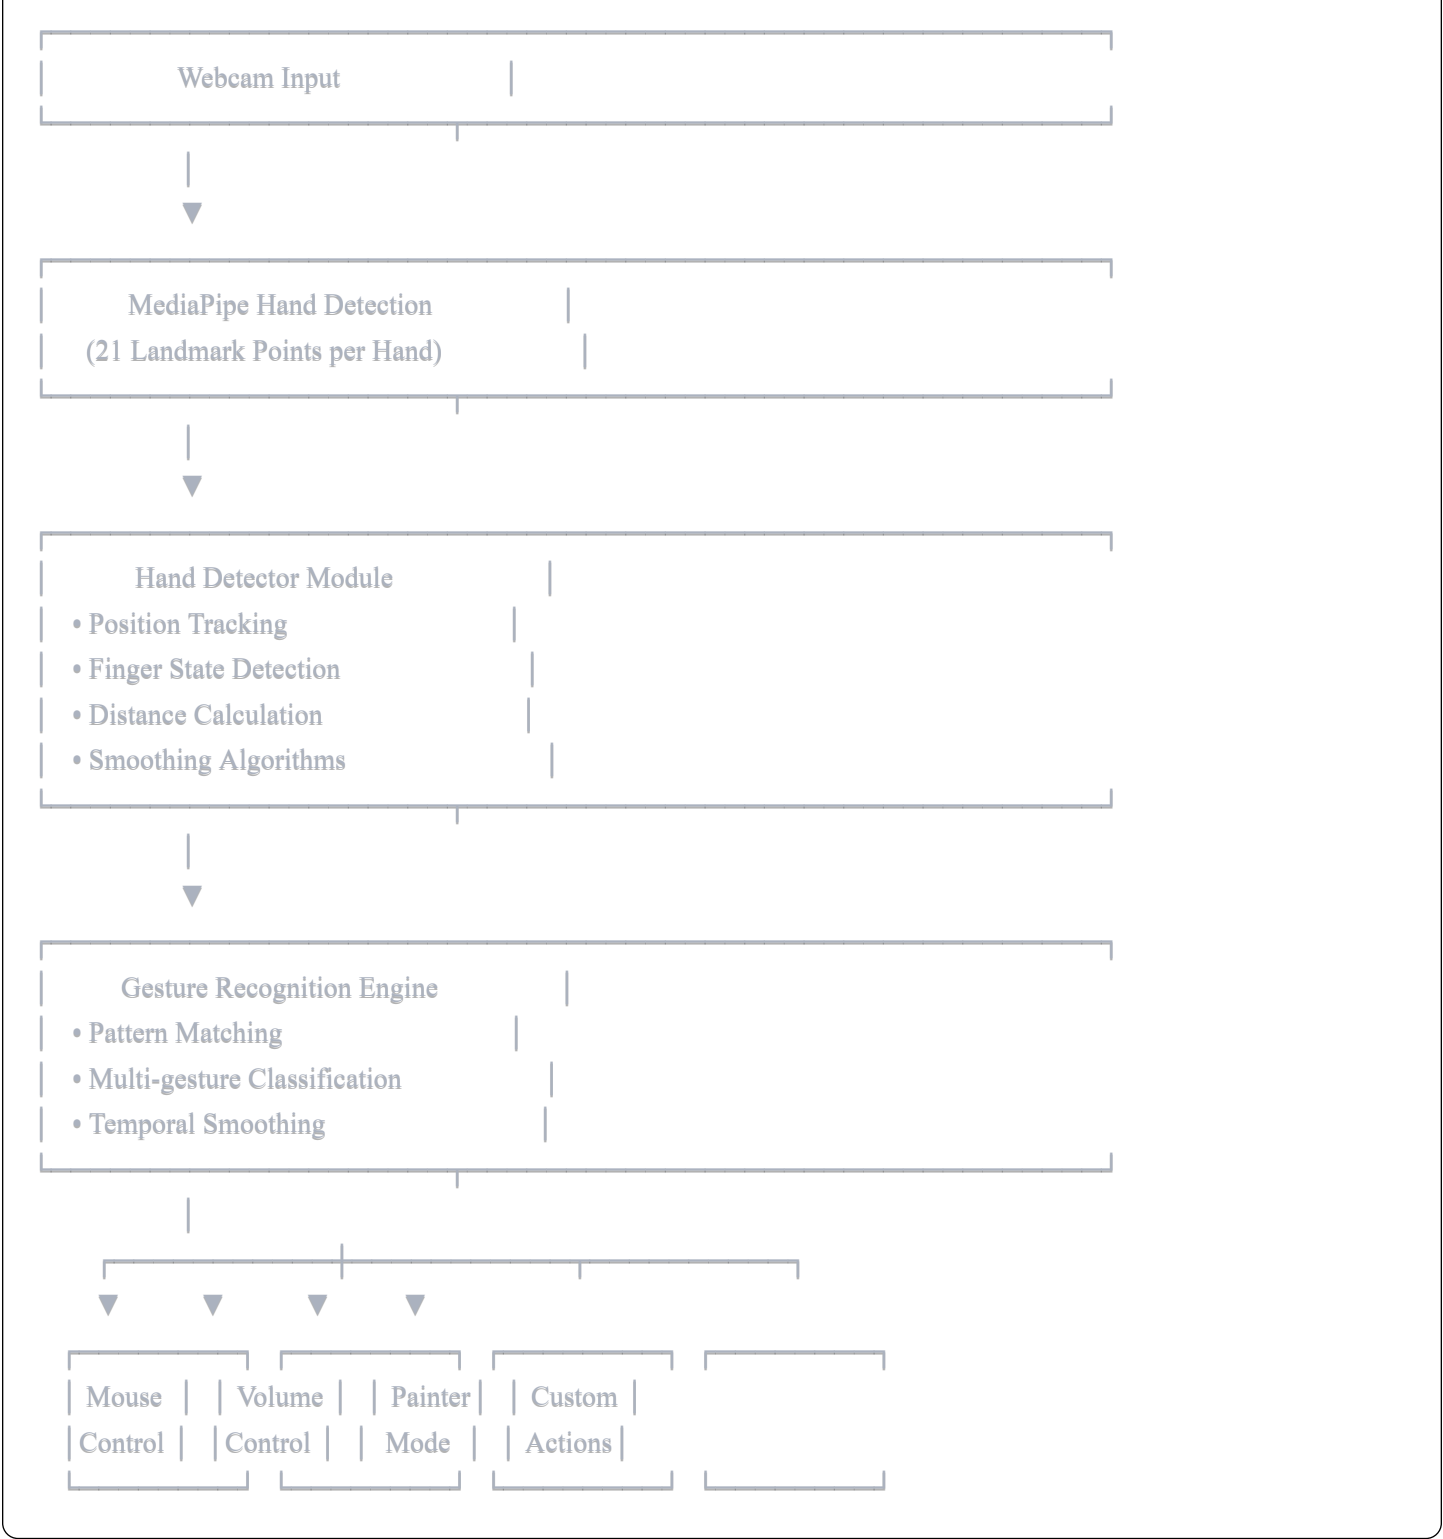 Webcam Input
MediaPipe Hand Detection
(21 Landmark Points per Hand)
Hand Detector Module
• Position Tracking
• Finger State Detection
• Distance Calculation
• Smoothing Algorithms
Gesture Recognition Engine
• Pattern Matching
• Multi-gesture Classification
• Temporal Smoothing
Mouse Volume Painter Custom
Control Control Mode Actions